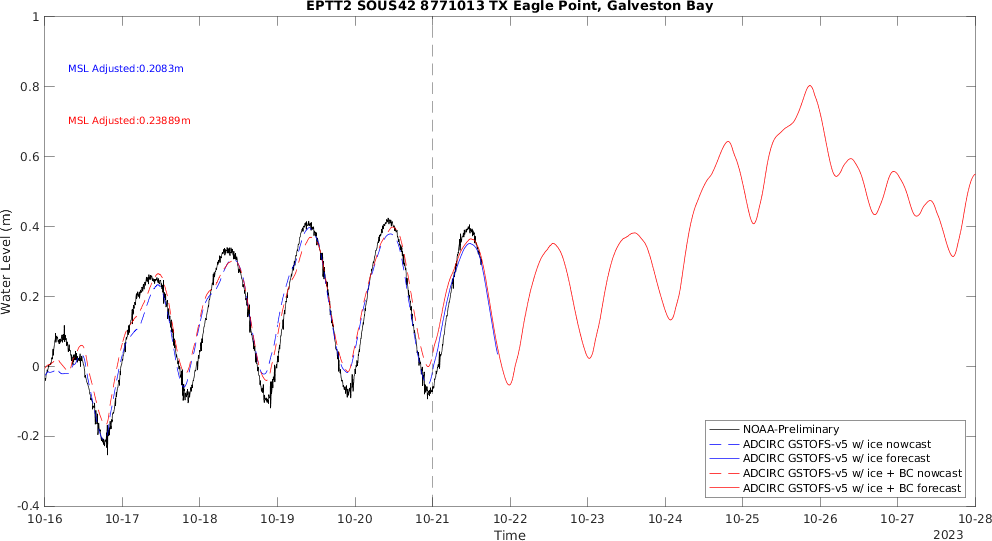 EPTT2 SOUS42 8771013 TX Eagle Point, Galveston Bay
1
0.8
0.6
0.4
0.2
0
-0.2
-0.4
Water Level (m)
MSL Adjusted:0.2083m
MSL Adjusted:0.23889m
NOAA-Preliminary
ADCIRC GSTOFS-v5 w/ ice nowcast
ADCIRC GSTOFS-v5 w/ ice forecast
ADCIRC GSTOFS-v5 w/ ice + BC nowcast
ADCIRC GSTOFS-v5 w/ ice + BC forecast
10-16 10-17 10-18 10-19 10-20 10-21 10-22 10-23 10-24 10-25 10-26 10-27 10-28
Time
2023